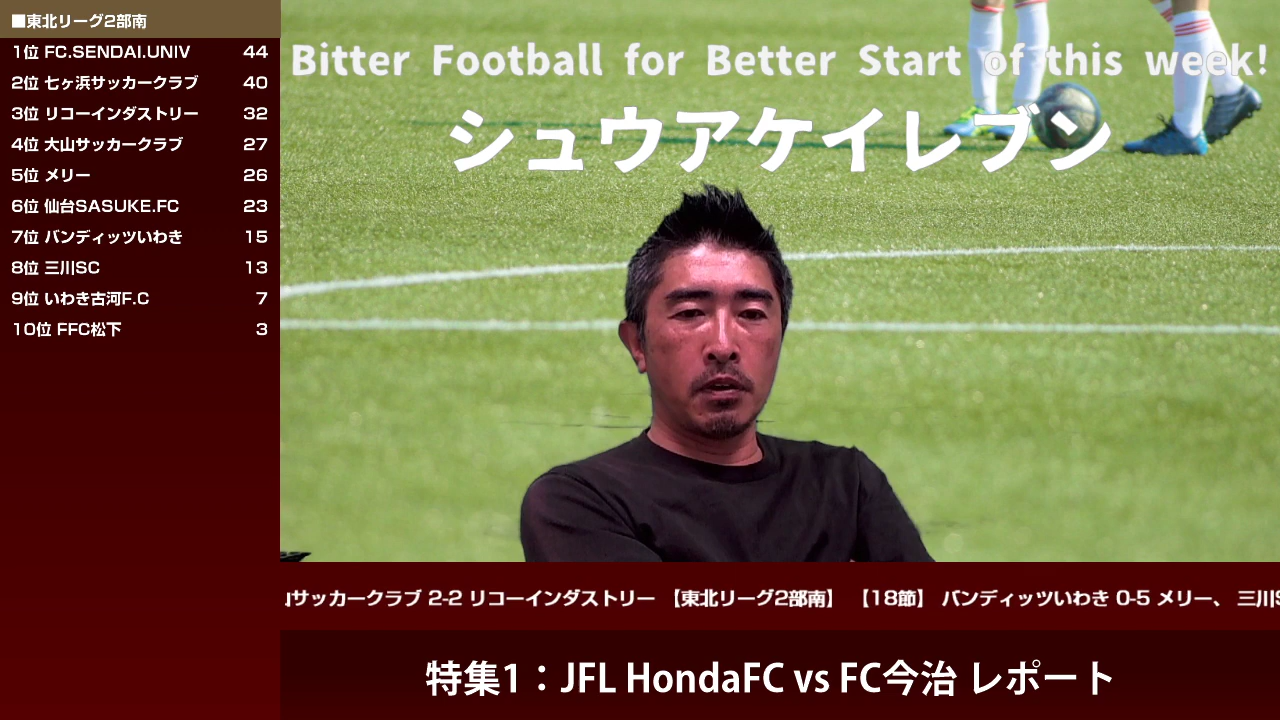 ■東北リーグ2部南
1位 FC.SENDAI.UNIV 44
2位 七ヶ浜サッカークラブ 40
3位 リコーインダストリー 32
4位 大山サッカークラブ 27
5位 メリー 26
6位 仙台SASUKE.FC 23
7位 バンディッツいわき 15
8位 三川SC 13
9位 いわき古河F.C 7
10位 FFC松下 3
Bitter Football for Better Start of this week!
シュウアケイレブン
サッカークラブ 2-2 リコーインダストリー 【東北リーグ2部南】 【18節】 バンディッツいわき 0-5 メリー、 三川
特集1：JFL HondaFC vs FC今治 レポート